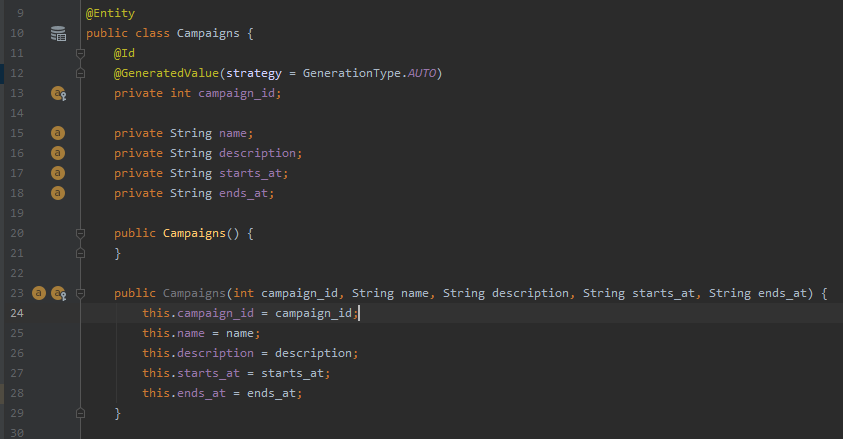 9 @Entity
10 public class Campaigns {
11     @Id
12     @GeneratedValue(strategy = GenerationType.AUTO)
13 a     private int campaign_id;
14
15 a     private String name;
16 a     private String description;
17 a     private String starts_at;
18 a     private String ends_at;
19
20     public Campaigns() {
21     }
22
23 a a     public Campaigns(int campaign_id, String name, String description, String starts_at, String ends_at) {
24         this.campaign_id = campaign_id;
25         this.name = name;
26         this.description = description;
27         this.starts_at = starts_at;
28         this.ends_at = ends_at;
29     }
30